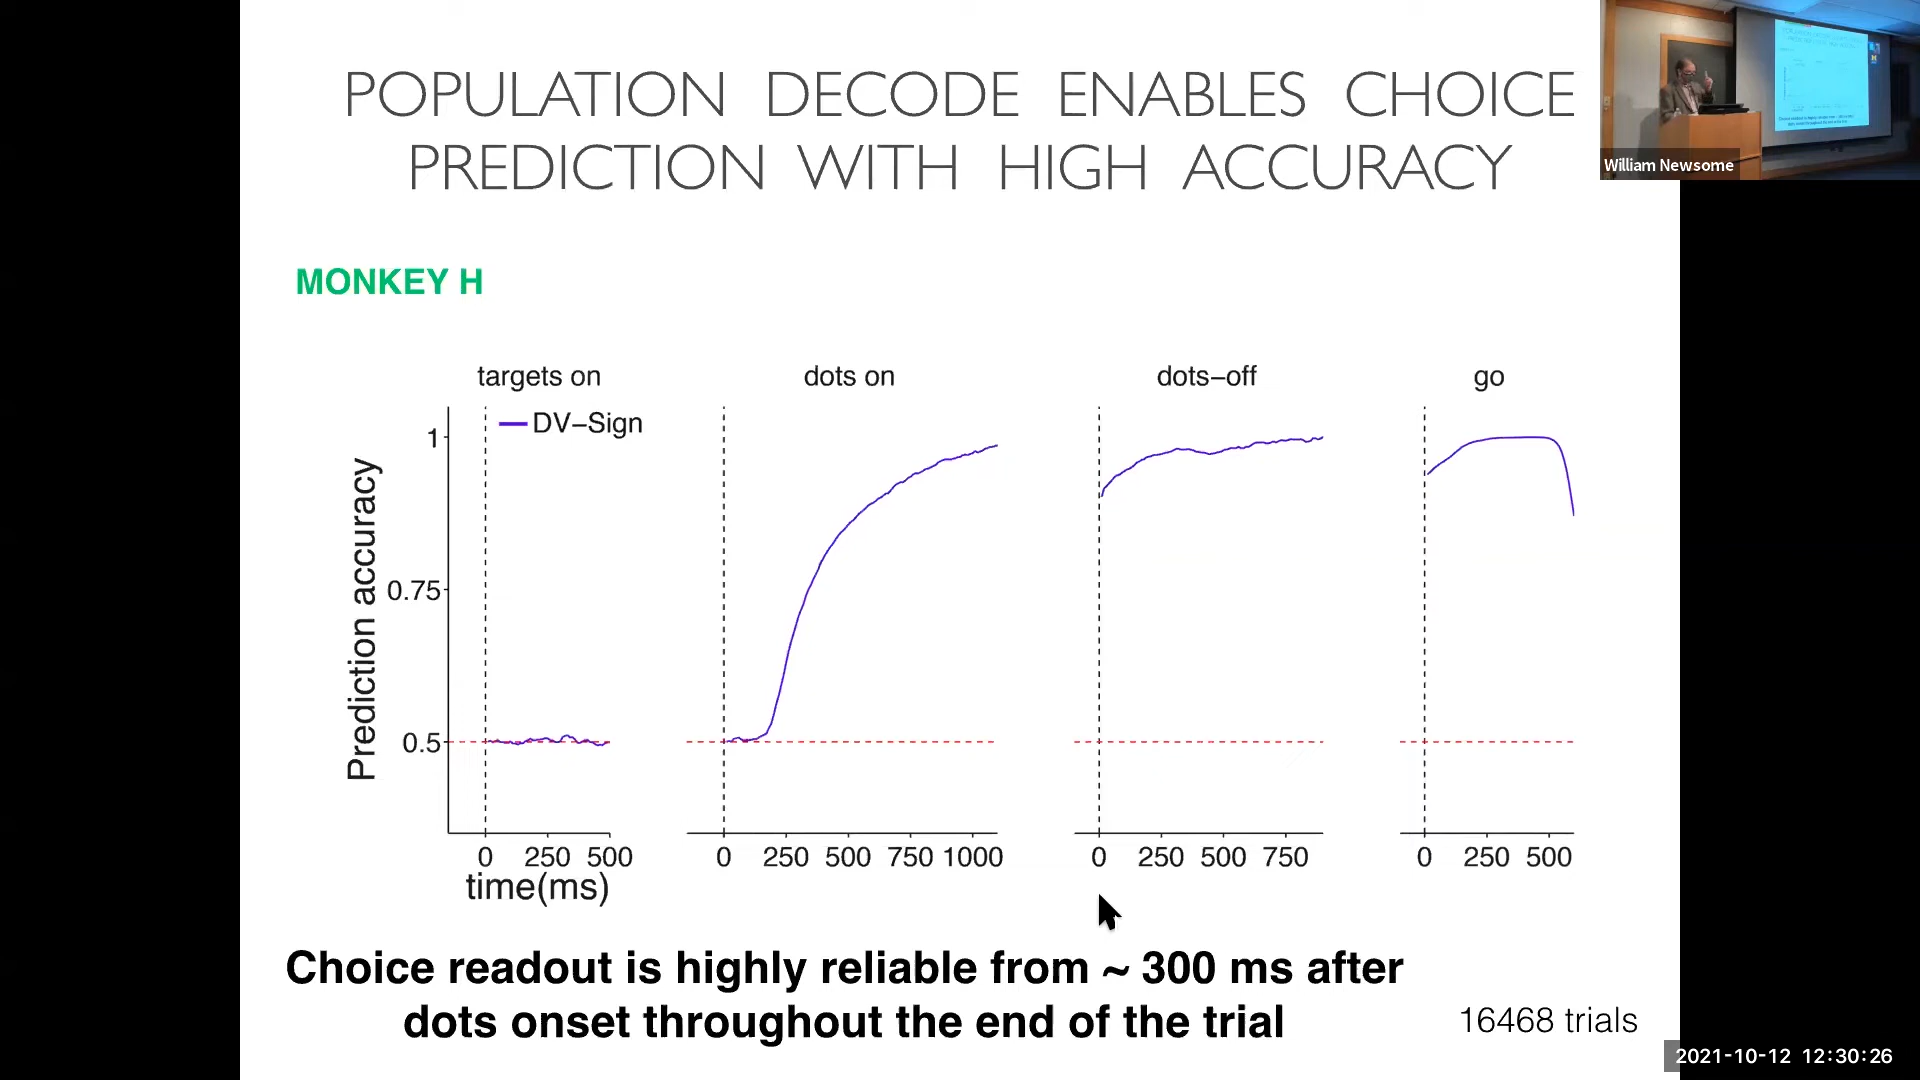 POPULATION DECODE ENABLES CHOICE
PREDICTION WITH HIGH ACCURACY
William Newsome
MONKEY H
targets on
dots on
dots−off
go
DV−Sign
Prediction accuracy
1
0.75
0.5
0 250 500
0 250 500 750 1000
0 250 500 750
0 250 500
time(ms)
Choice readout is highly reliable from ~ 300 ms after
dots onset throughout the end of the trial
16468 trials
2021-10-12 12:30:26